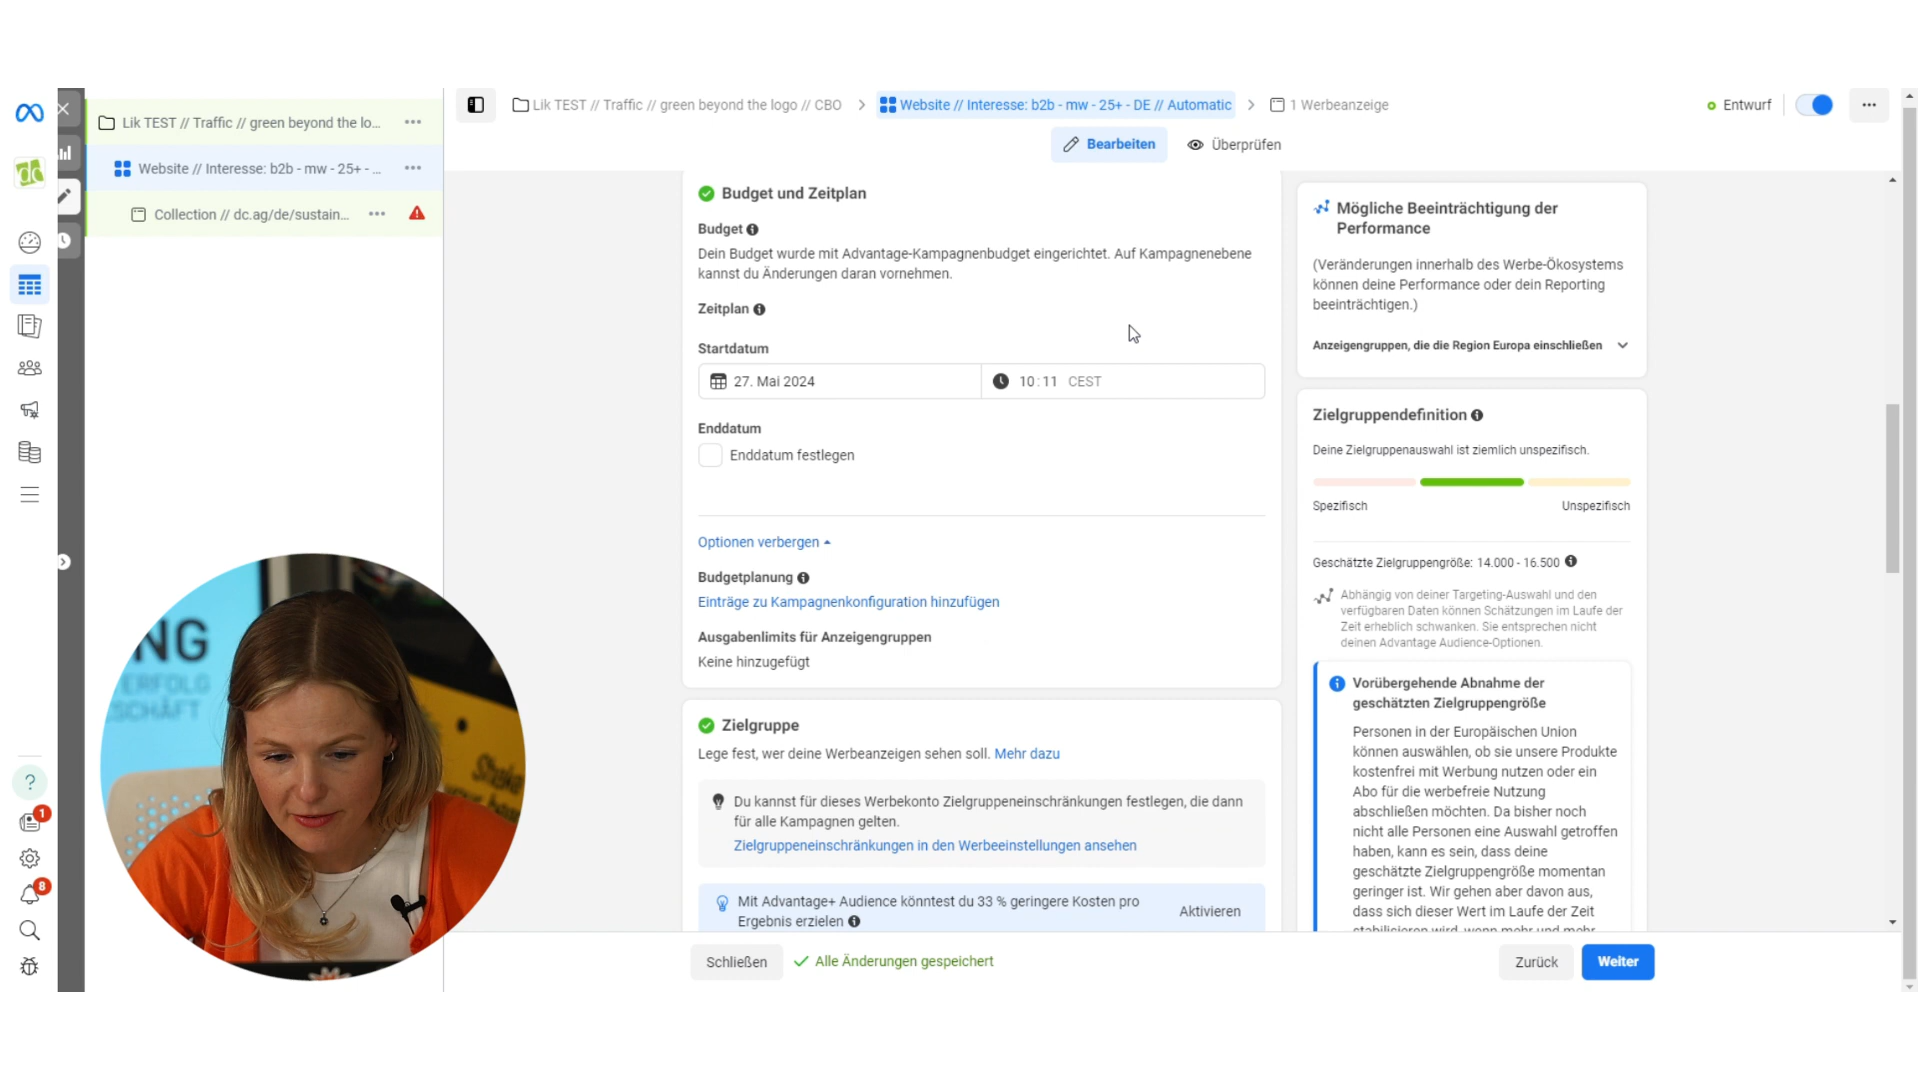 Lik TEST // Traffic // green beyond the lo...
Website // Interesse: b2b - mw - 25+ - ...
Collection // dc.ag/de/sustain...
Lik TEST // Traffic // green beyond the logo // CBO
Website // Interesse: b2b - mw - 25+ - DE // Automatic
1 Werbeanzeige
Entwurf
Bearbeiten
Überprüfen
Budget und Zeitplan
Budget
Dein Budget wurde mit Advantage-Kampagnenbudget eingerichtet. Auf Kampagnenebene
kannst du Änderungen daran vornehmen.
Zeitplan
Startdatum
27. Mai 2024
10:11 CEST
Enddatum
Enddatum festlegen
Optionen verbergen
Budgetplanung
Einträge zu Kampagnenkonfiguration hinzufügen
Ausgabenlimits für Anzeigengruppen
Keine hinzugefügt
Zielgruppe
Lege fest, wer deine Werbeanzeigen sehen soll. Mehr dazu
Du kannst für dieses Werbekonto Zielgruppeneinschränkungen festlegen, die dann
für alle Kampagnen gelten.
Zielgruppeneinschränkungen in den Werbeeinstellungen ansehen
Mit Advantage+ Audience könntest du 33 % geringere Kosten pro
Ergebnis erzielen
Aktivieren
Mögliche Beeinträchtigung der
Performance
(Veränderungen innerhalb des Werbe-Ökosystems
können deine Performance oder dein Reporting
beeinträchtigen.)
Anzeigengruppen, die die Region Europa einschließen
Zielgruppendefinition
Deine Zielgruppenauswahl ist ziemlich unspezifisch.
Spezifisch
Unspezifisch
Geschätzte Zielgruppengröße: 14.000 - 16.500
Abhängig von deiner Targeting-Auswahl und den
verfügbaren Daten können Schätzungen im Laufe der
Zeit erheblich schwanken. Sie entsprechen nicht
deinen Advantage Audience-Optionen.
Vorübergehende Abnahme der
geschätzten Zielgruppengröße
Personen in der Europäischen Union
können auswählen, ob sie unsere Produkte
kostenfrei mit Werbung nutzen oder ein
Abo für die werbefreie Nutzung
abschließen möchten. Da bisher noch
nicht alle Personen eine Auswahl getroffen
haben, kann es sein, dass deine
geschätzte Zielgruppengröße momentan
geringer ist. Wir gehen aber davon aus,
dass sich dieser Wert im Laufe der Zeit
stabilisieren wird, wenn mehr und mehr
Schließen
Alle Änderungen gespeichert
Zurück
Weiter
dc
?
1
8
NG
ERFOLG
SCHÄFT